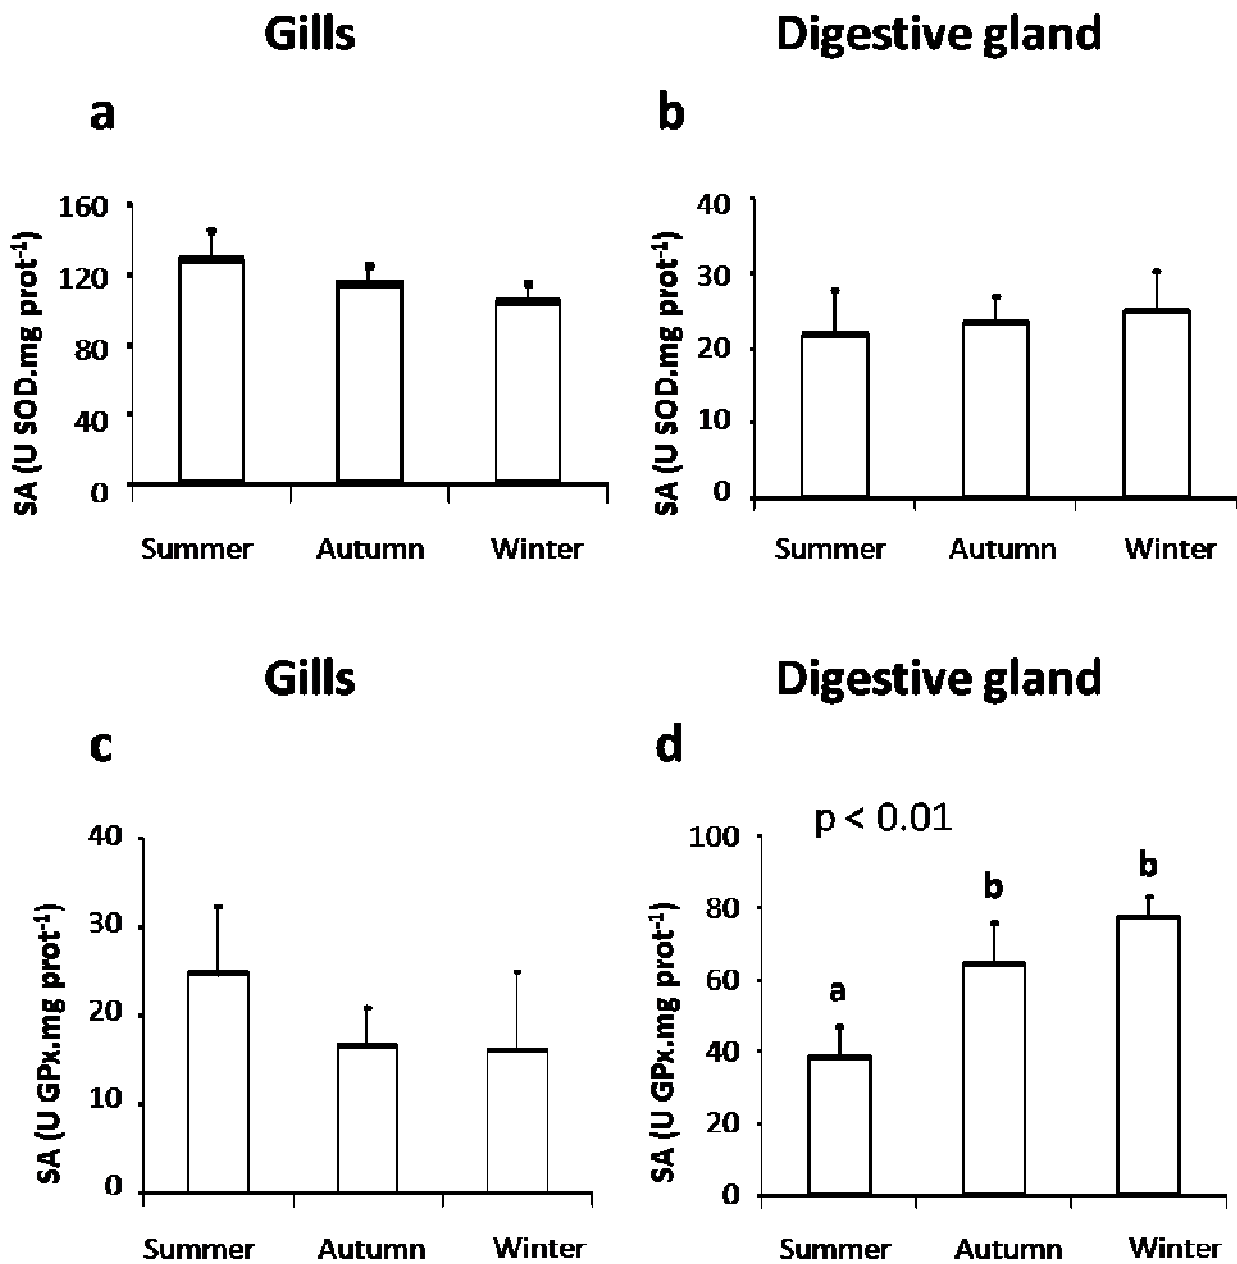 Gills
Digestive gland
a
b
160
120
80
40
0
SA (U SOD.mg prot⁻¹)
Summer Autumn Winter
40
30
20
10
0
SA (U SOD.mg prot⁻¹)
Summer Autumn Winter
Gills
Digestive gland
c
d
40
30
20
10
0
SA (U GPx.mg prot⁻¹)
Summer Autumn Winter
p < 0.01
100
80
60
40
20
0
SA (U GPx.mg prot⁻¹)
a
b
b
Summer Autumn Winter